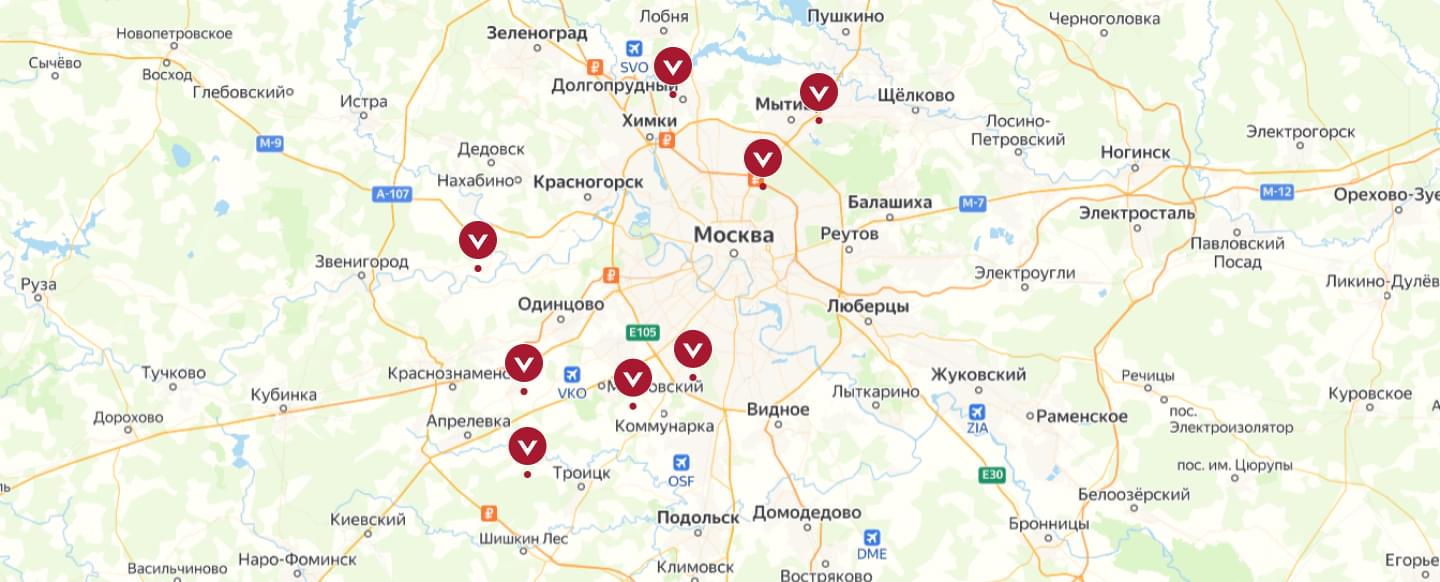 Лобня
Пушкино
Черноголовка
Новопетровское
Зеленоград
Сычёво
Восход
SVO
Глебовский
Истра
Долгопрудный
Мыти
Щёлково
Химки
Лосино-
Петровский
Электрогорск
М-9
Дедовск
Ногинск
Нахабино
Красногорск
А-107
М-7
М-12
Орехово-Зуе
Балашиха
Электросталь
Москва
Реутов
Павловский
Посад
Звенигород
Электроугли
Руза
Ликино-Дулёв
Одинцово
Люберцы
E105
Тучково
Краснознаменс
VKO
М
овский
Жуковский
Речицы
Кубинка
Лыткарино
Куровское
Дорохово
Апрелевка
Видное
Коммунарка
ZIA
Раменское
пос.
Электроизолятор
Троицк
OSF
E30
пос. им. Цюрупы
Белоозёрский
Киевский
Подольск
Домодедово
Бронницы
Шишкин Лес
DME
Наро-Фоминск
Васильчиново
Климовск
Востряково
Егорье